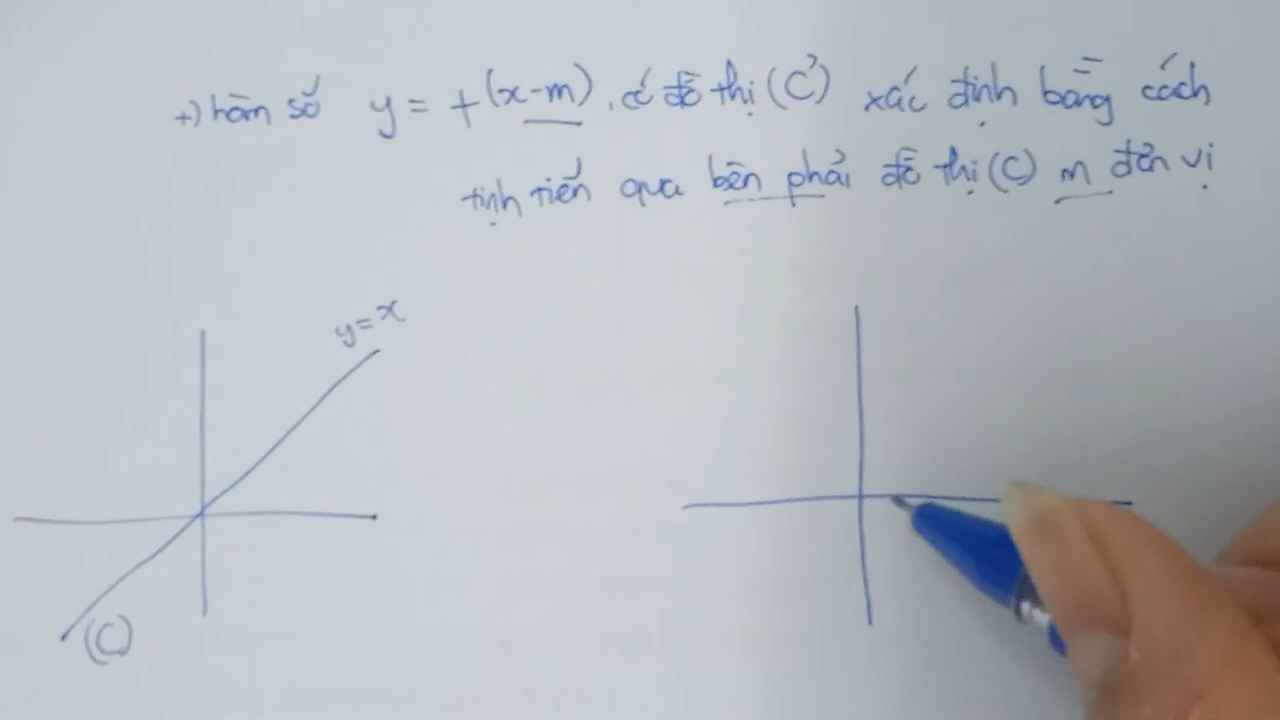 +) hàm số y = f(x-m), có đồ thị (C') xác định bằng cách
tịnh tiến qua bên phải đồ thị (C) m đơn vị
y = x
(C)